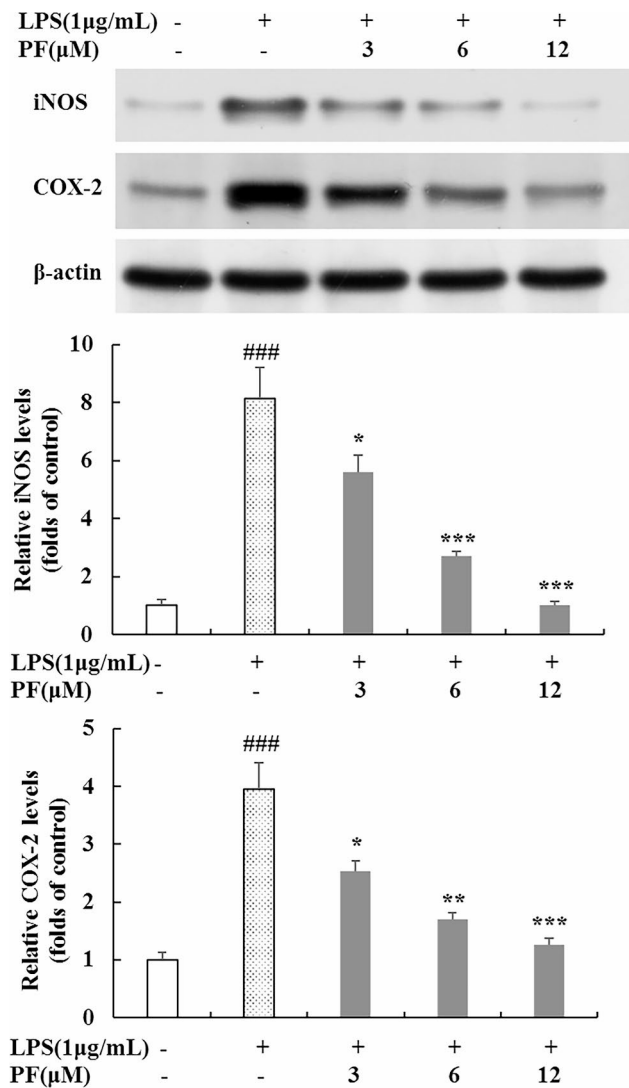 LPS(1μg/mL) - + + + +
PF(μM) - - 3 6 12
iNOS
COX-2
β-actin
Relative iNOS levels
(folds of control)
10
8
6
4
2
0
###
*
***
***
LPS(1μg/mL) - + + + +
PF(μM) - - 3 6 12
Relative COX-2 levels
(folds of control)
5
4
3
2
1
0
###
*
**
***
LPS(1μg/mL) - + + + +
PF(μM) - - 3 6 12